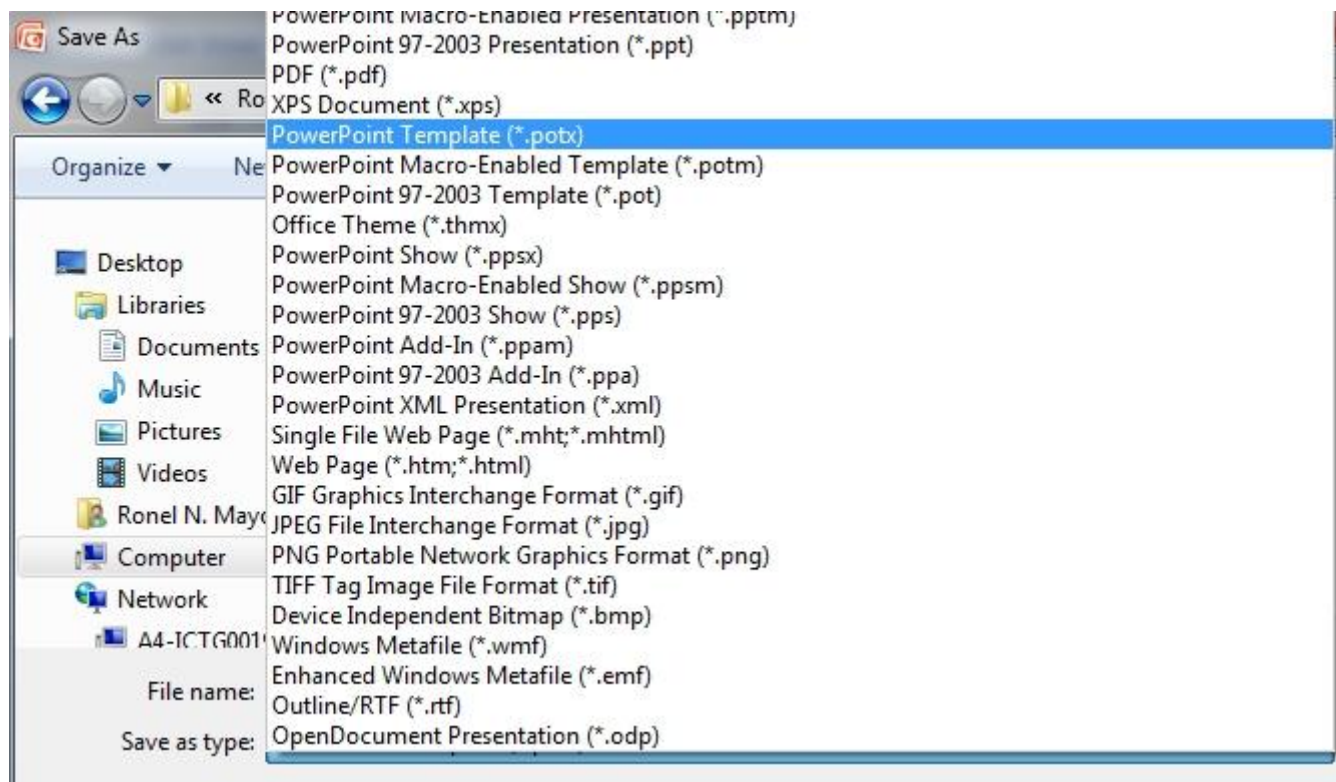 Save As
« Ro
Organize
Ne
Desktop
Libraries
Documents
Music
Pictures
Videos
Ronel N. Mayo
Computer
Network
A4-ICTG001
File name:
Save as type:
PowerPoint Macro-Enabled Presentation (*.pptm)
PowerPoint 97-2003 Presentation (*.ppt)
PDF (*.pdf)
XPS Document (*.xps)
PowerPoint Template (*.potx)
PowerPoint Macro-Enabled Template (*.potm)
PowerPoint 97-2003 Template (*.pot)
Office Theme (*.thmx)
PowerPoint Show (*.ppsx)
PowerPoint Macro-Enabled Show (*.ppsm)
PowerPoint 97-2003 Show (*.pps)
PowerPoint Add-In (*.ppam)
PowerPoint 97-2003 Add-In (*.ppa)
PowerPoint XML Presentation (*.xml)
Single File Web Page (*.mht;*.mhtml)
Web Page (*.htm;*.html)
GIF Graphics Interchange Format (*.gif)
JPEG File Interchange Format (*.jpg)
PNG Portable Network Graphics Format (*.png)
TIFF Tag Image File Format (*.tif)
Device Independent Bitmap (*.bmp)
Windows Metafile (*.wmf)
Enhanced Windows Metafile (*.emf)
Outline/RTF (*.rtf)
OpenDocument Presentation (*.odp)